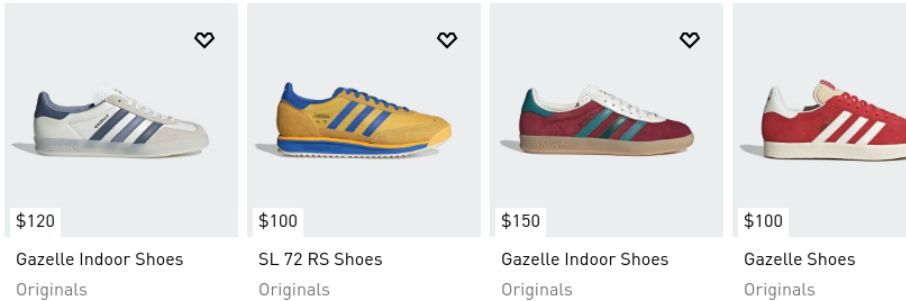 $120
Gazelle Indoor Shoes
Originals
$100
SL 72 RS Shoes
Originals
$150
Gazelle Indoor Shoes
Originals
$100
Gazelle Shoes
Originals